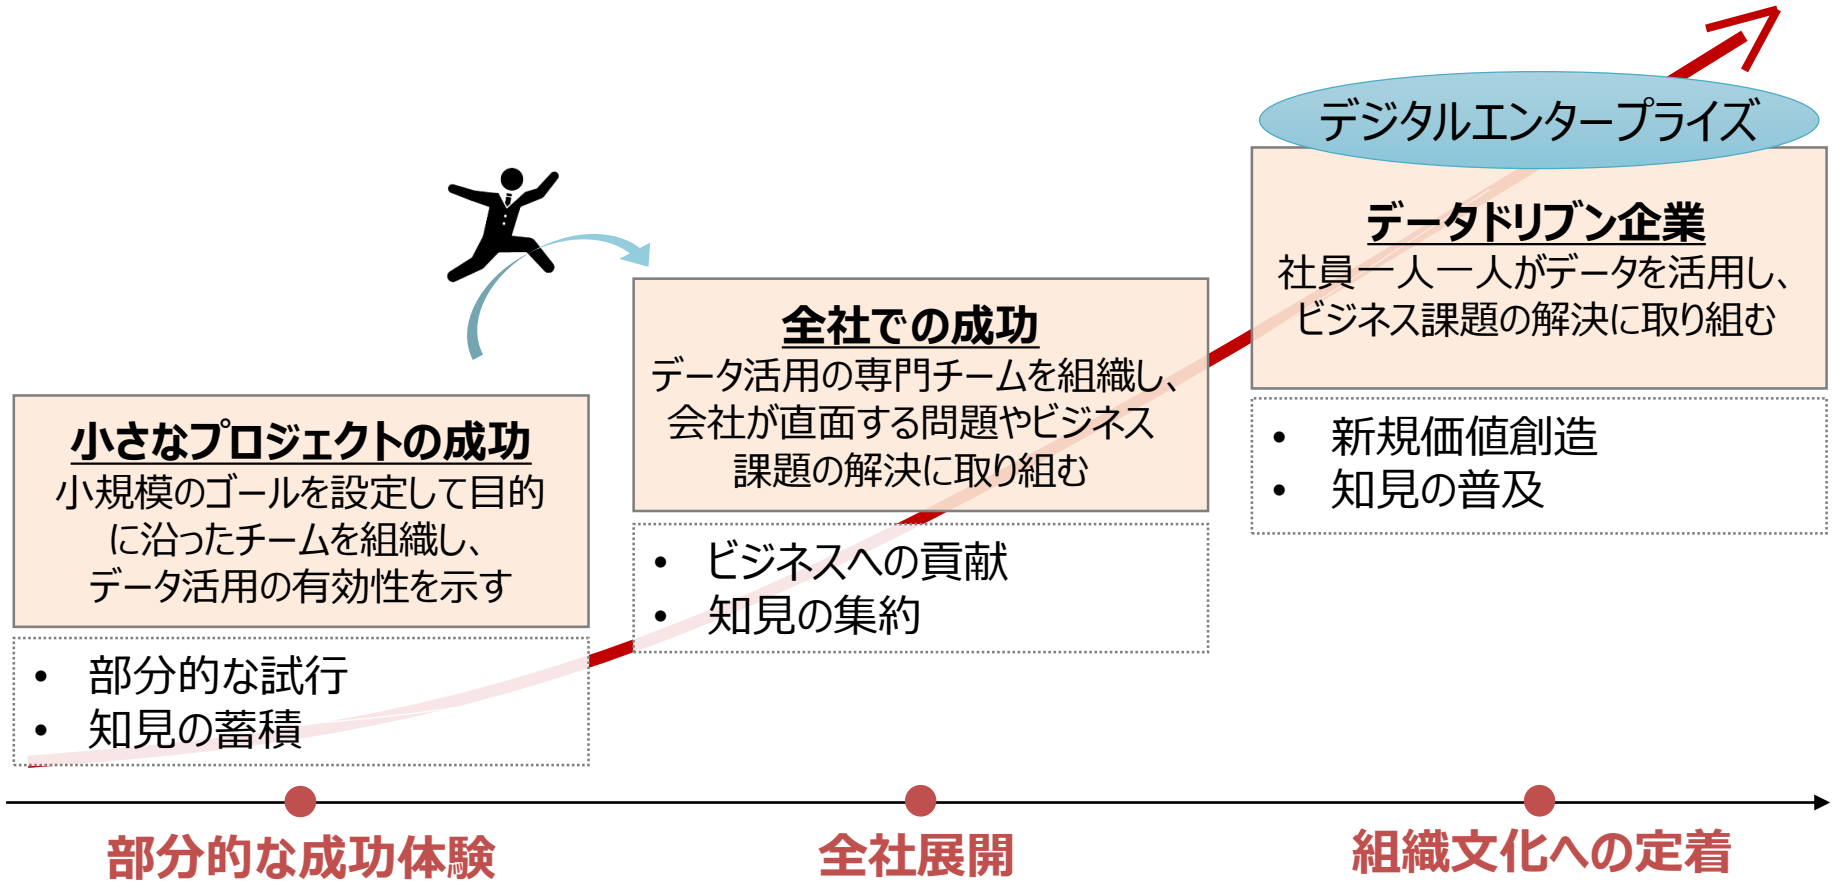 デジタルエンタープライズ
データドリブン企業
社員一人一人がデータを活用し、
ビジネス課題の解決に取り組む
• 新規価値創造
• 知見の普及
全社での成功
データ活用の専門チームを組織し、
会社が直面する問題やビジネス
課題の解決に取り組む
• ビジネスへの貢献
• 知見の集約
小さなプロジェクトの成功
小規模のゴールを設定して目的
に沿ったチームを組織し、
データ活用の有効性を示す
• 部分的な試行
• 知見の蓄積
部分的な成功体験
全社展開
組織文化への定着